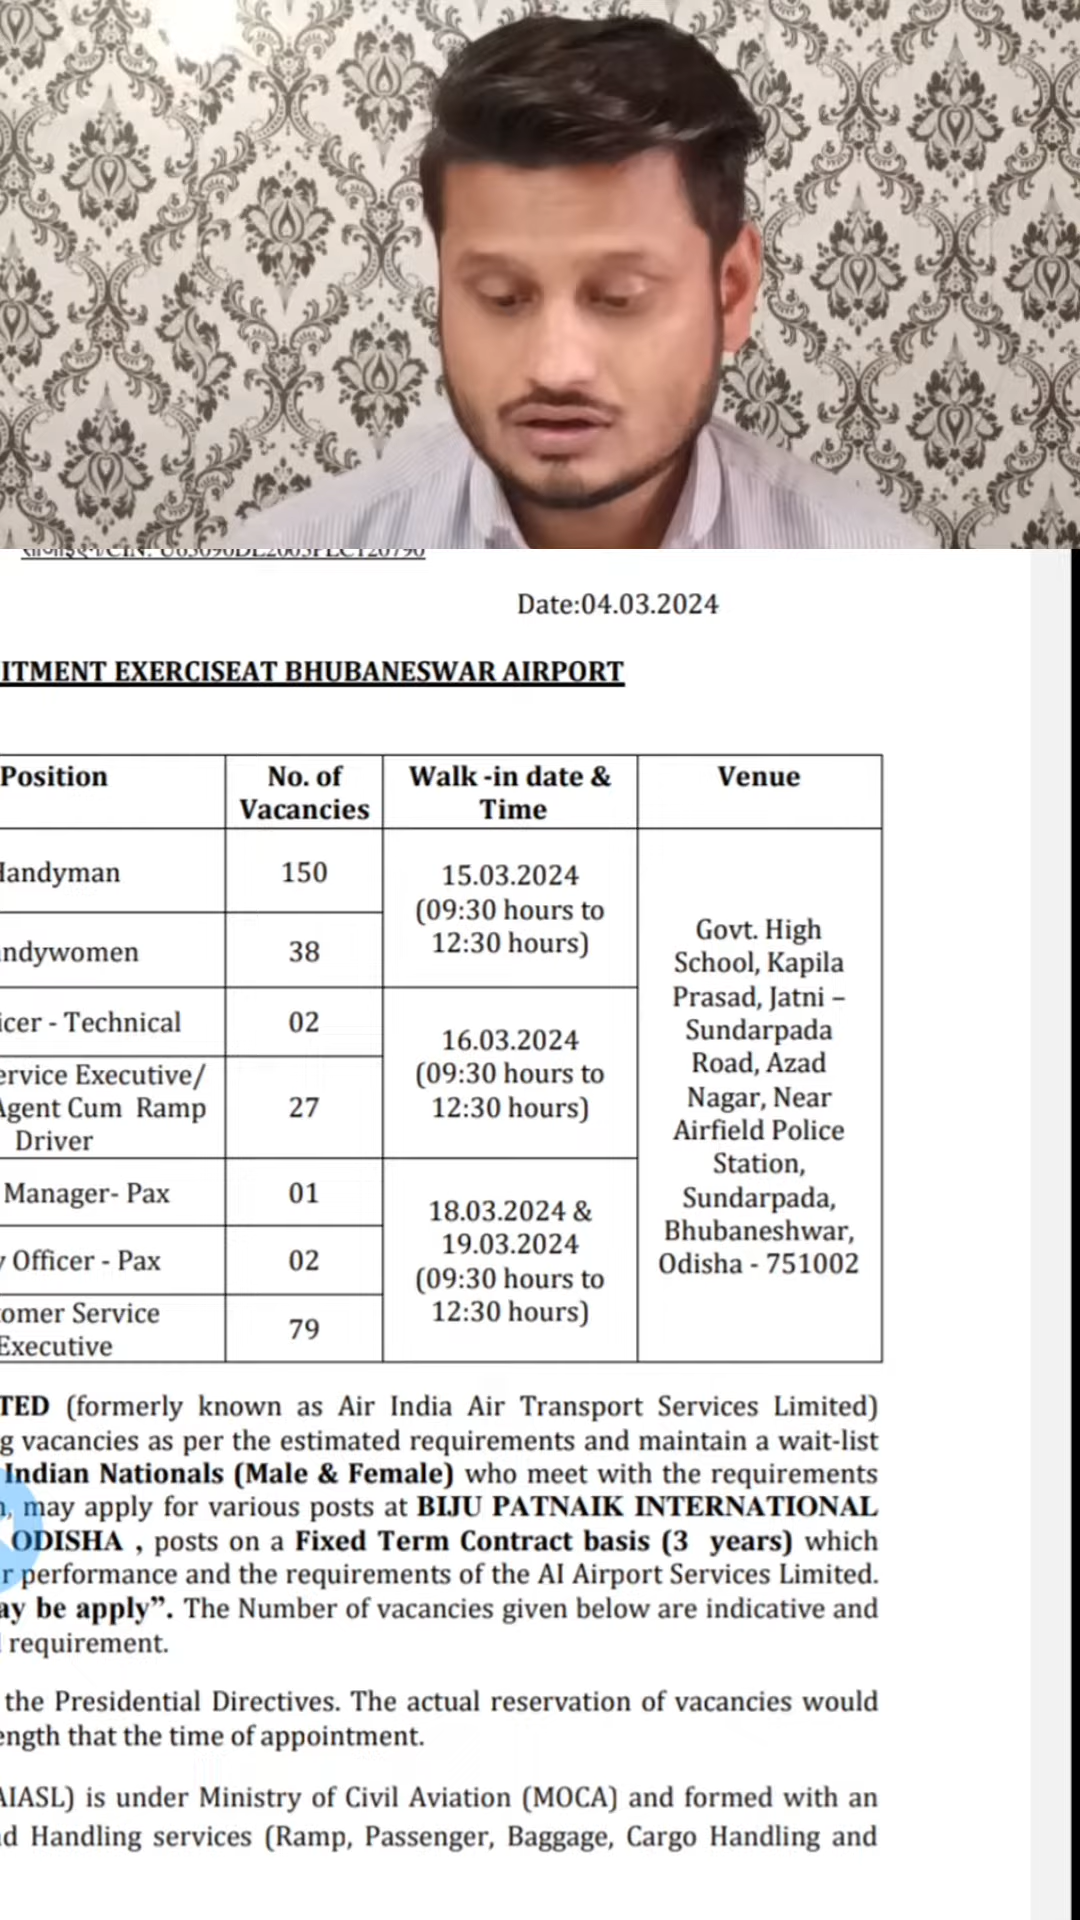 CIN: U63090DL2003PLC120790
Date:04.03.2024
ITMENT EXERCISEAT BHUBANESWAR AIRPORT
Position
No. of
Vacancies
Walk -in date &
Time
Venue
Handyman
150
15.03.2024
(09:30 hours to
12:30 hours)
ndywomen
38
icer - Technical
02
16.03.2024
(09:30 hours to
12:30 hours)
ervice Executive/
Agent Cum Ramp
Driver
27
Manager- Pax
01
18.03.2024 &
19.03.2024
(09:30 hours to
12:30 hours)
y Officer - Pax
02
omer Service
Executive
79
Govt. High
School, Kapila
Prasad, Jatni –
Sundarpada
Road, Azad
Nagar, Near
Airfield Police
Station,
Sundarpada,
Bhubaneshwar,
Odisha - 751002
TED (formerly known as Air India Air Transport Services Limited)
g vacancies as per the estimated requirements and maintain a wait-list
Indian Nationals (Male & Female) who meet with the requirements
, may apply for various posts at BIJU PATNAIK INTERNATIONAL
ODISHA , posts on a Fixed Term Contract basis (3 years) which
r performance and the requirements of the AI Airport Services Limited.
ay be apply”. The Number of vacancies given below are indicative and
requirement.
the Presidential Directives. The actual reservation of vacancies would
ength that the time of appointment.
AIASL) is under Ministry of Civil Aviation (MOCA) and formed with an
d Handling services (Ramp, Passenger, Baggage, Cargo Handling and